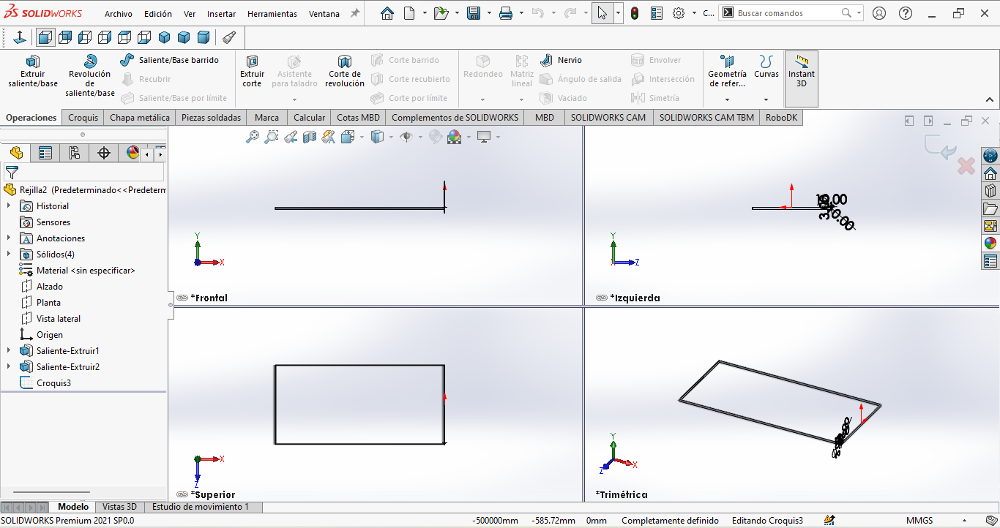 SOLIDWORKS
Archivo Edición Ver Insertar Herramientas Ventana
C... Buscar comandos
Extruir saliente/base
Revolución de saliente/base
Saliente/Base barrido
Recubrir
Saliente/Base por límite
Extruir corte
Asistente para taladro
Corte de revolución
Corte barrido
Corte recubierto
Corte por límite
Redondeo
Matriz lineal
Nervio
Ángulo de salida
Vaciado
Envolver
Intersección
Simetría
Geometría de refer...
Curvas
Instant 3D
Operaciones Croquis Chapa metálica Piezas soldadas Marca Calcular Cotas MBD Complementos de SOLIDWORKS MBD SOLIDWORKS CAM SOLIDWORKS CAM TBM RoboDK
Rejilla2 (Predeterminado<<Predeterm
Historial
Sensores
Anotaciones
Sólidos(4)
Material <sin especificar>
Alzado
Planta
Vista lateral
Origen
Saliente-Extruir1
Saliente-Extruir2
Croquis3
Y
X
*Frontal
10.00
Y
Z
*Izquierda
X
Z
*Superior
Y
X
Z
*Trimétrica
Modelo Vistas 3D Estudio de movimiento 1
SOLIDWORKS Premium 2021 SP0.0 -500000mm -585.72mm 0mm Completamente definido Editando Croquis3 MMGS